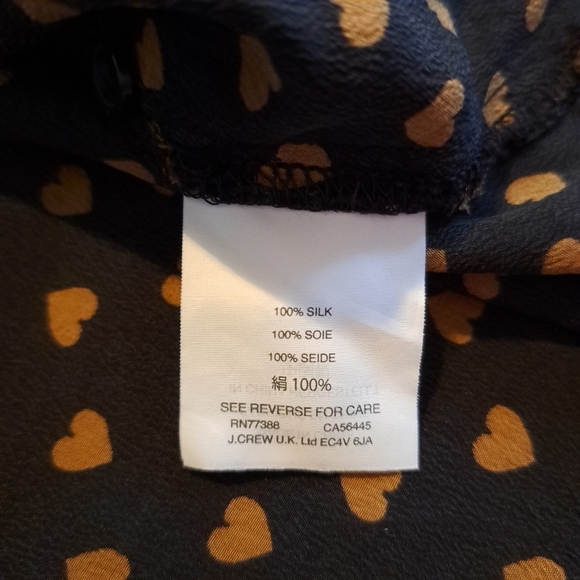 100% SILK
100% SOIE
100% SEIDE
絹 100%
SEE REVERSE FOR CARE
RN77388 CA56445
J.CREW U.K. Ltd EC4V 6JA